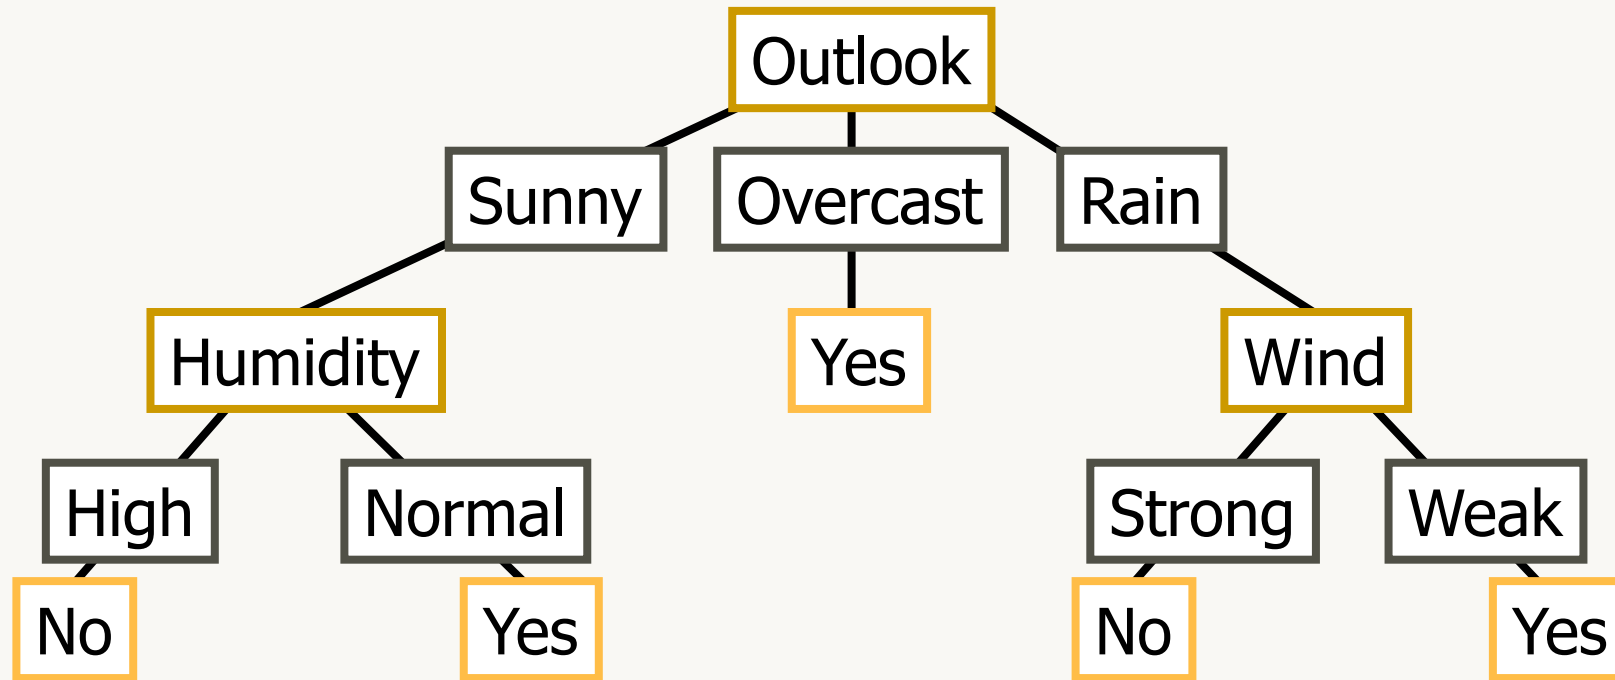 Outlook
Sunny Overcast Rain
Humidity Yes Wind
High Normal Strong Weak
No Yes No Yes